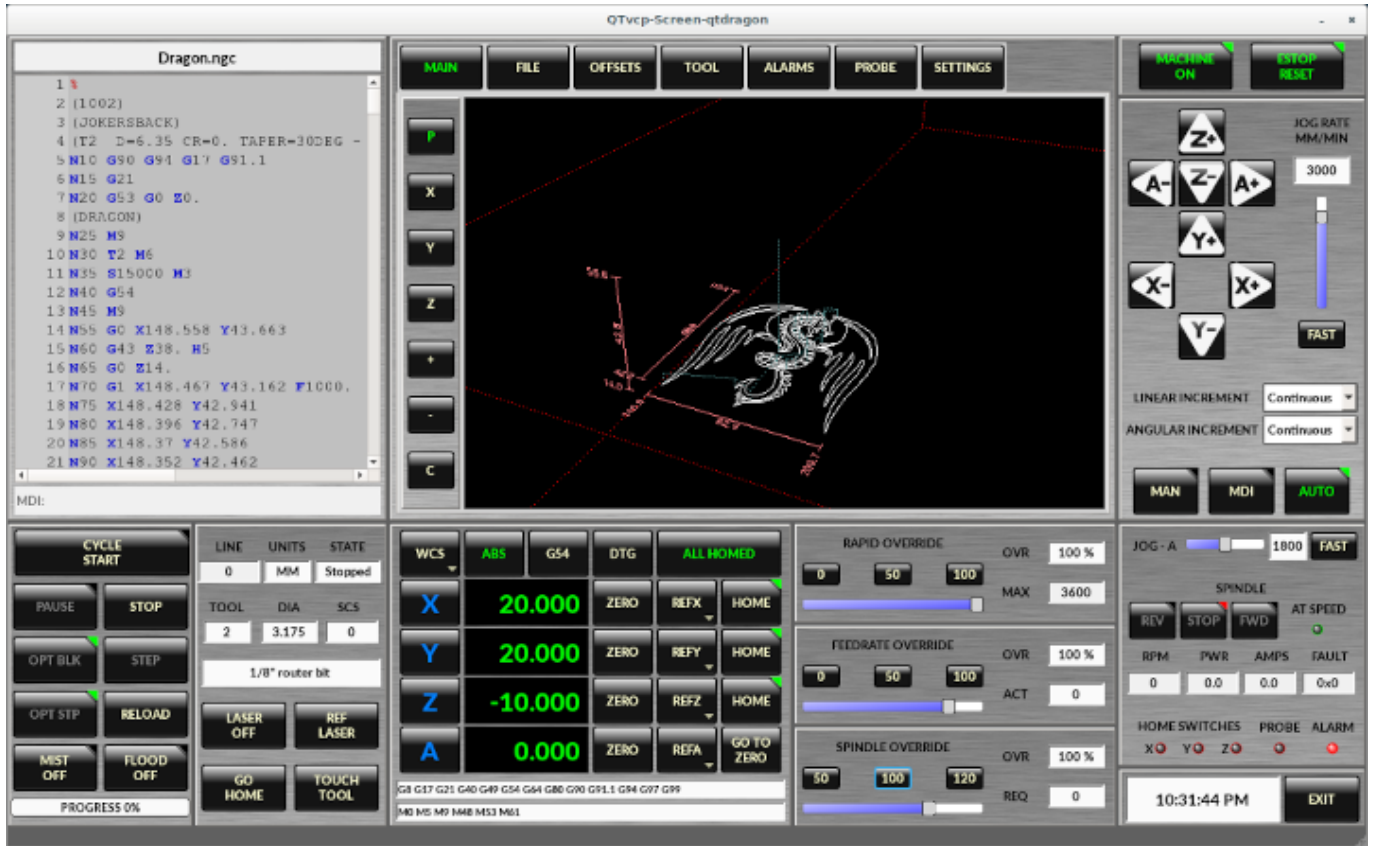 QTvcp-Screen-qtdragon
Dragon.ngc
1 %
2 (1002)
3 (JOKERSBACK)
4 (T2 D=6.35 CR=0. TAPER=30DEG -
5 N10 G90 G94 G17 G91.1
6 N15 G21
7 N20 G53 G0 Z0.
8 (DRAGON)
9 N25 M9
10 N30 T2 M6
11 N35 S15000 M3
12 N40 G54
13 N45 M9
14 N55 G0 X148.558 Y43.663
15 N60 G43 Z38. H5
16 N65 G0 Z14.
17 N70 G1 X148.467 Y43.162 F1000.
18 N75 X148.428 Y42.941
19 N80 X148.396 Y42.747
20 N85 X148.37 Y42.586
21 N90 X148.352 Y42.462
MDI:
MAIN FILE OFFSETS TOOL ALARMS PROBE SETTINGS
P
X
Y
Z
+
-
C
MACHINE ON
ESTOP RESET
JOG RATE
MM/MIN
3000
Z+
A- Z- A+
Y+
X- X+
Y-
FAST
LINEAR INCREMENT Continuous
ANGULAR INCREMENT Continuous
MAN MDI AUTO
CYCLE START
PAUSE STOP
OPT BLK STEP
OPT STP RELOAD
MIST OFF
FLOOD OFF
PROGRESS 0%
LINE UNITS STATE
0 MM Stopped
TOOL DIA SCS
2 3.175 0
1/8" router bit
LASER OFF
REF LASER
GO HOME
TOUCH TOOL
WCS ABS G54 DTG ALL HOMED
X 20.000 ZERO REFX HOME
Y 20.000 ZERO REFY HOME
Z -10.000 ZERO REFZ HOME
A 0.000 ZERO REFA GO TO ZERO
G8 G17 G21 G40 G49 G54 G64 G80 G90 G91.1 G94 G97 G99
M0 M5 M9 M48 M53 M61
RAPID OVERRIDE OVR 100 %
0 50 100
MAX 3600
FEEDRATE OVERRIDE OVR 100 %
0 50 100
ACT 0
SPINDLE OVERRIDE OVR 100 %
50 100 120
REQ 0
JOG - A 1800 FAST
SPINDLE
REV STOP FWD AT SPEED
RPM PWR AMPS FAULT
0 0.0 0.0 0x0
HOME SWITCHES PROBE ALARM
X Y Z
10:31:44 PM EXIT